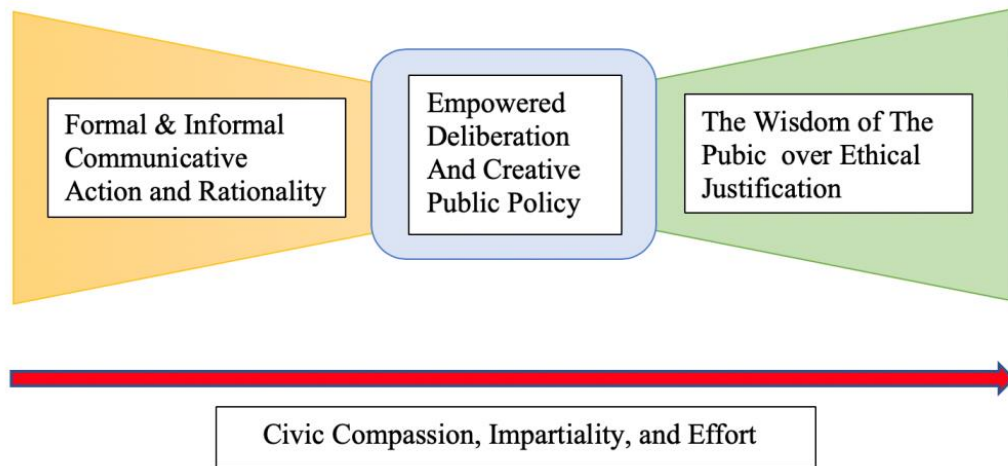 Formal & Informal
Communicative
Action and Rationality
Empowered
Deliberation
And Creative
Public Policy
The Wisdom of The
Pubic over Ethical
Justification
Civic Compassion, Impartiality, and Effort